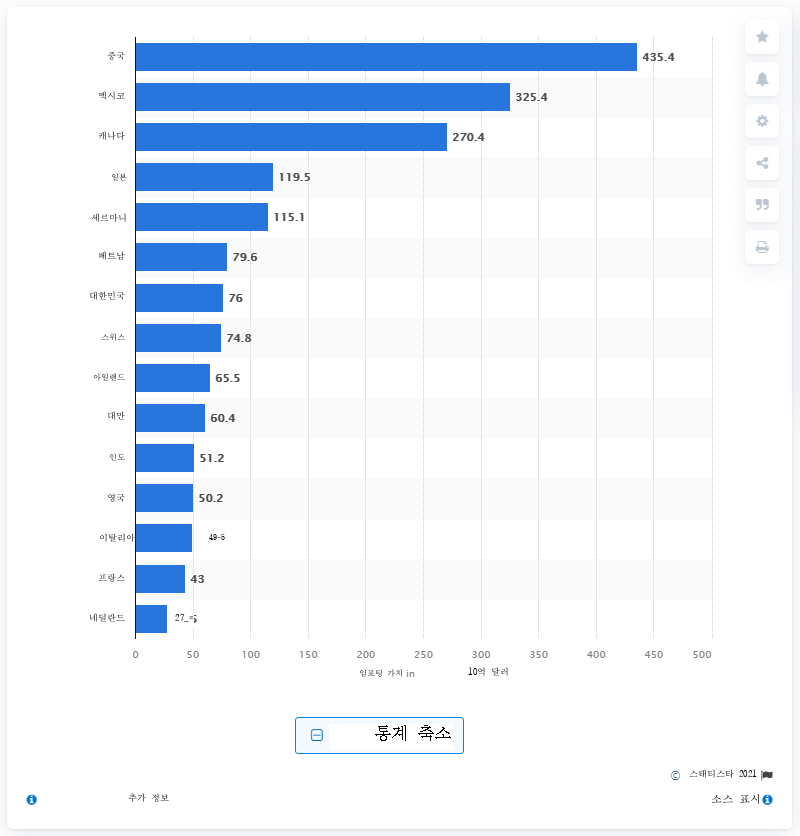 중국 435.4
멕시코 325.4
캐나다 270.4
일본 119.5
세르마니 115.1
베트남 79.6
대한민국 76
스위스 74.8
아일랜드 65.5
대만 60.4
인도 51.2
영국 50.2
이탈리아 49-5
프랑스 43
네덜란드 27_=5
0 50 100 150 200 250 300 350 400 450 500
임포팅 가치 in 10억 달러
통계 축소
© 스태티스타 2021
추가 정보 소스 표시